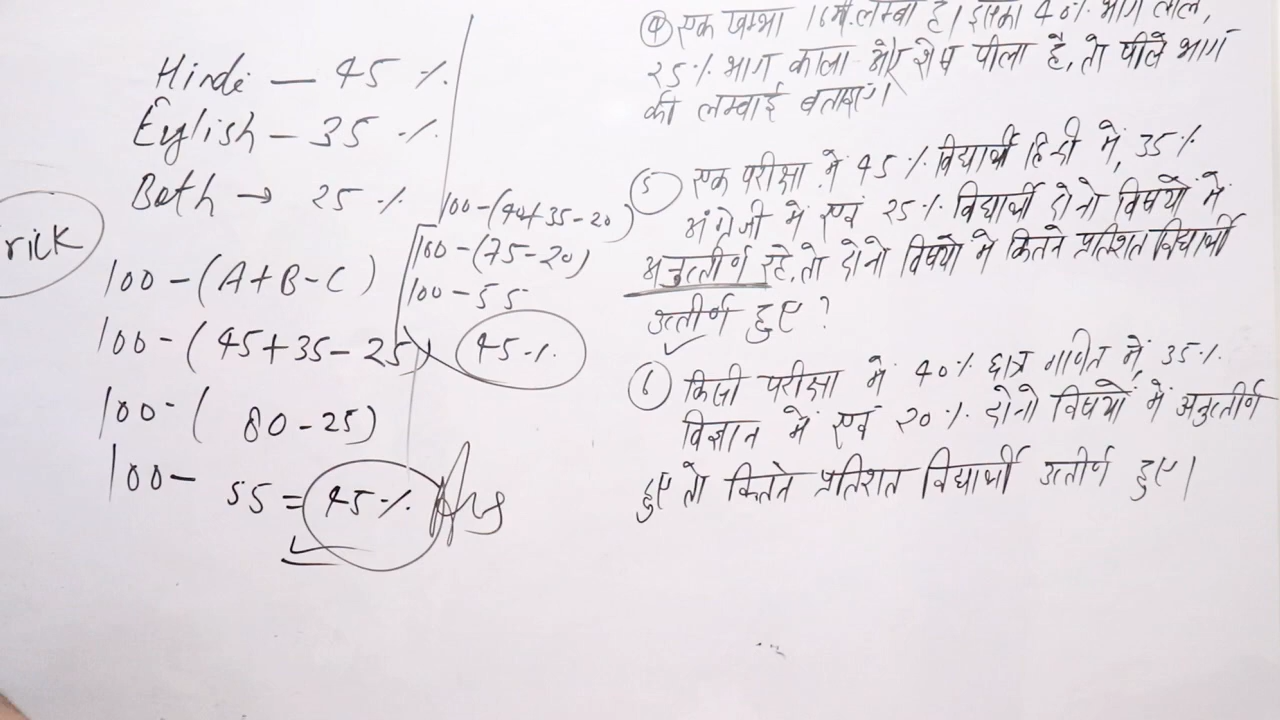 Hindi — 45 %
English — 35 %
Both → 25 %
rick
100 - (A+B-C)
100 - (45+35-25)
100 - ( 80 - 25)
100 - 55 = 45% Ans
100-(40+35-20)
100-(75-20)
100-55
45%
④ एक खम्भा 16 मी. लम्बा है। इसका 40% भाग लाल,
25% भाग काला और शेष पीला है, तो पीले भाग
की लम्बाई बताइए।
⑤ एक परीक्षा में 45% विद्यार्थी हिन्दी में, 35%
अंग्रेजी में एवं 25% विद्यार्थी दोनो विषयों में
अनुत्तीर्ण रहे, तो दोनो विषयो मे कितने प्रतिशत विद्यार्थी
उत्तीर्ण हुए?
⑥ किसी परीक्षा में 40% छात्र गणित में, 35%
विज्ञान में एवं 20% दोनो विषयों में अनुत्तीर्ण
हुए तो कितने प्रतिशत विद्यार्थी उत्तीर्ण हुए।